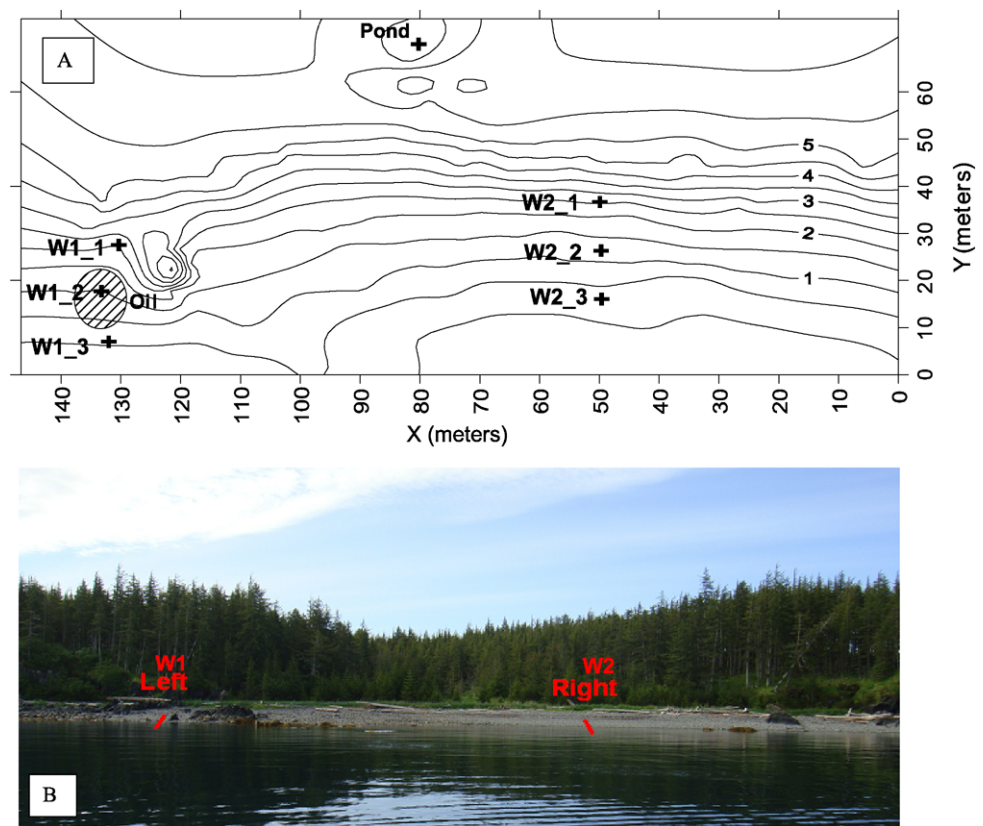 A
Pond
60
50
40
30
20
10
0
Y (meters)
5
4
3
2
1
W2_1
W2_2
W2_3
W1_1
W1_2
Oil
W1_3
140 130 120 110 100 90 80 70 60 50 40 30 20 10 0
X (meters)
W1
Left
W2
Right
B